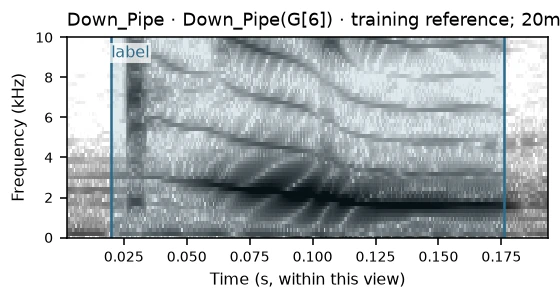 Down_Pipe · Down_Pipe(G[6]) · training reference; 20m
label
Frequency (kHz)
10
8
6
4
2
0
0.025 0.050 0.075 0.100 0.125 0.150 0.175
Time (s, within this view)